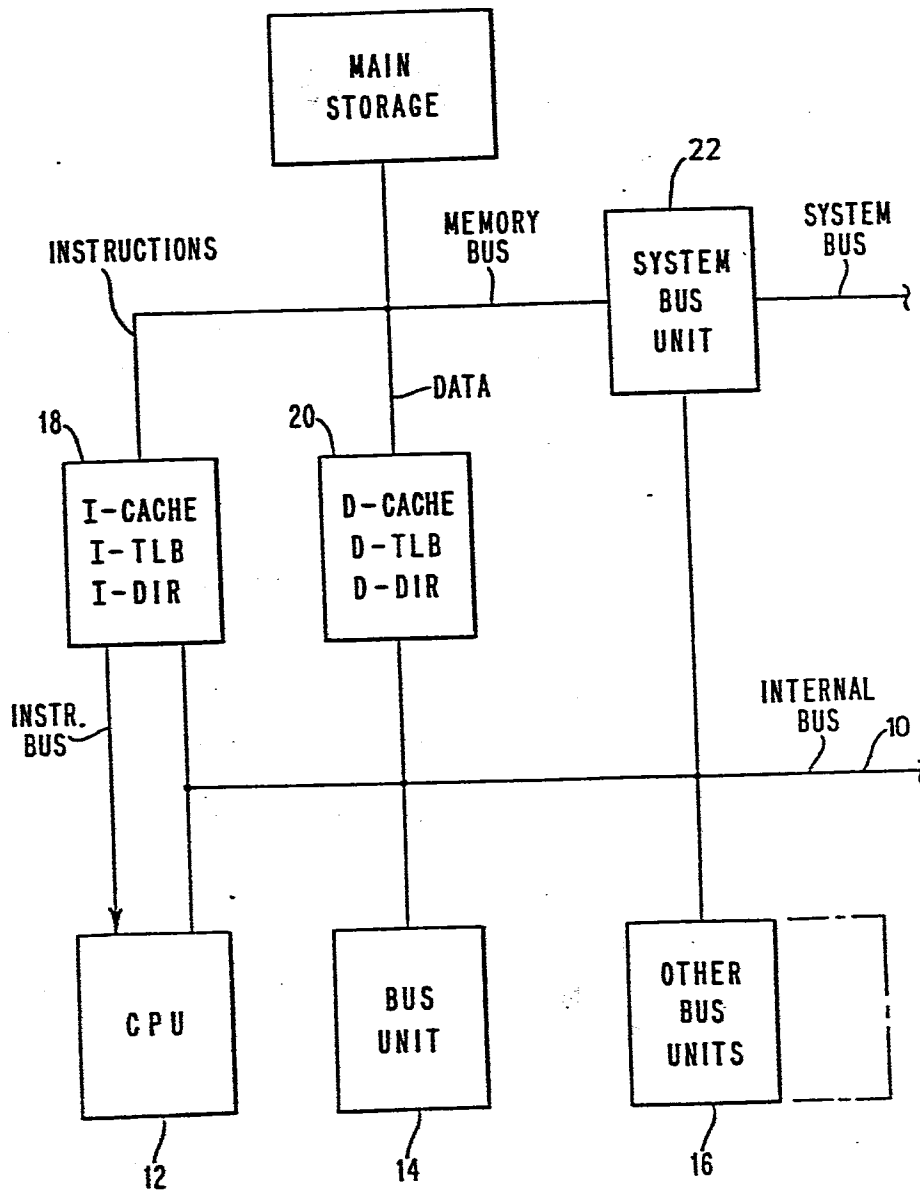 MAIN
STORAGE
22
MEMORY
BUS
SYSTEM
BUS
INSTRUCTIONS
SYSTEM
BUS
UNIT
DATA
18
20
I-CACHE
I-TLB
I-DIR
D-CACHE
D-TLB
D-DIR
INSTR.
BUS
INTERNAL
BUS
10
CPU
BUS
UNIT
OTHER
BUS
UNITS
12
14
16